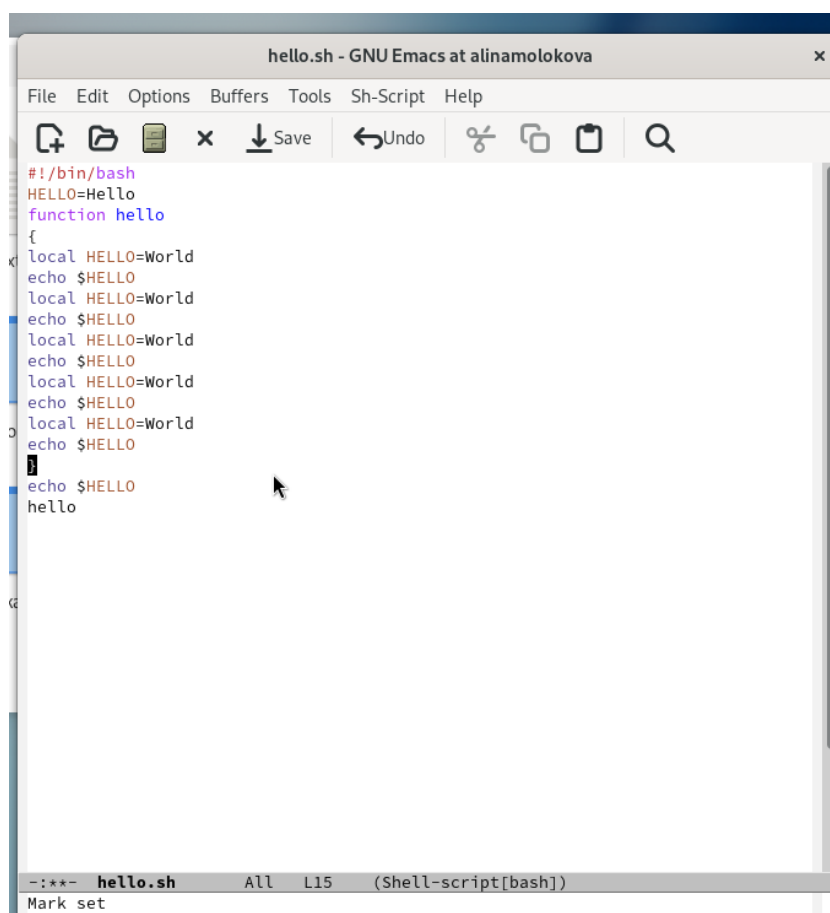 hello.sh - GNU Emacs at alinamolokova
File Edit Options Buffers Tools Sh-Script Help
Save Undo
#!/bin/bash
HELLO=Hello
function hello
{
local HELLO=World
echo $HELLO
local HELLO=World
echo $HELLO
local HELLO=World
echo $HELLO
local HELLO=World
echo $HELLO
local HELLO=World
echo $HELLO
}
echo $HELLO
hello
-:**- hello.sh All L15 (Shell-script[bash])
Mark set